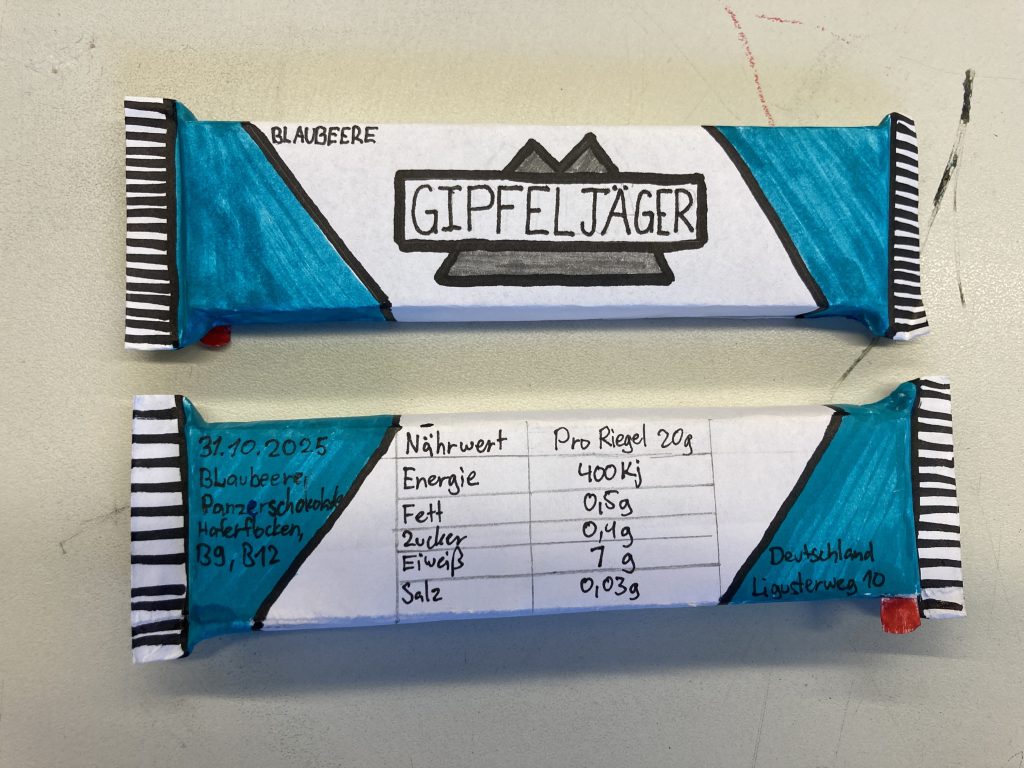 BLAUBEERE
GIPFELJÄGER
31.10.2025
Blaubeere,
Panzerschokolade
Haferflocken,
B9, B12
Nährwert Pro Riegel 20g
Energie 400Kj
Fett 0,5g
Zucker 0,4g
Eiweiß 7g
Salz 0,03g
Deutschland
Ligusterweg 10